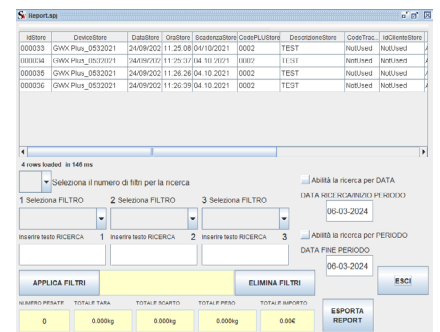 Report.spj
IdStore DeviceStore DataStore OraStore ScadenzaStore CodePLUStore DescrizioneStore CodeTrac... IdClienteStore
000033 GWX Plus_0532021 24/09/202 11.25.08 04/10/2021 0002 TEST NotUsed NotUsed
000034 GWX Plus_0532021 24/09/202 11:25:37 04.10.2021 0002 TEST NotUsed NotUsed
000035 GWX Plus_0532021 24/09/202 11.26.26 04.10.2021 0002 TEST NotUsed NotUsed
000036 GWX Plus_0532021 24/09/202 11:26:39 04.10.2021 0002 TEST NotUsed NotUsed
4 rows loaded in 146 ms
Seleziona il numero di filtri per la ricerca
Abilità la ricerca per DATA
1 Seleziona FILTRO 2 Seleziona FILTRO 3 Seleziona FILTRO
DATA RICERCA/INIZIO PERIODO
06-03-2024
Inserire testo RICERCA 1 Inserire testo RICERCA 2 Inserire testo RICERCA 3
Abilità la ricerca per PERIODO
DATA FINE PERIODO
06-03-2024
APPLICA FILTRI ELIMINA FILTRI ESCI
NUMERO PESATE TOTALE TARA TOTALE SCARTO TOTALE PESO TOTALE IMPORTO
0 0.000kg 0.000kg 0.000kg 0.00€
ESPORTA
REPORT